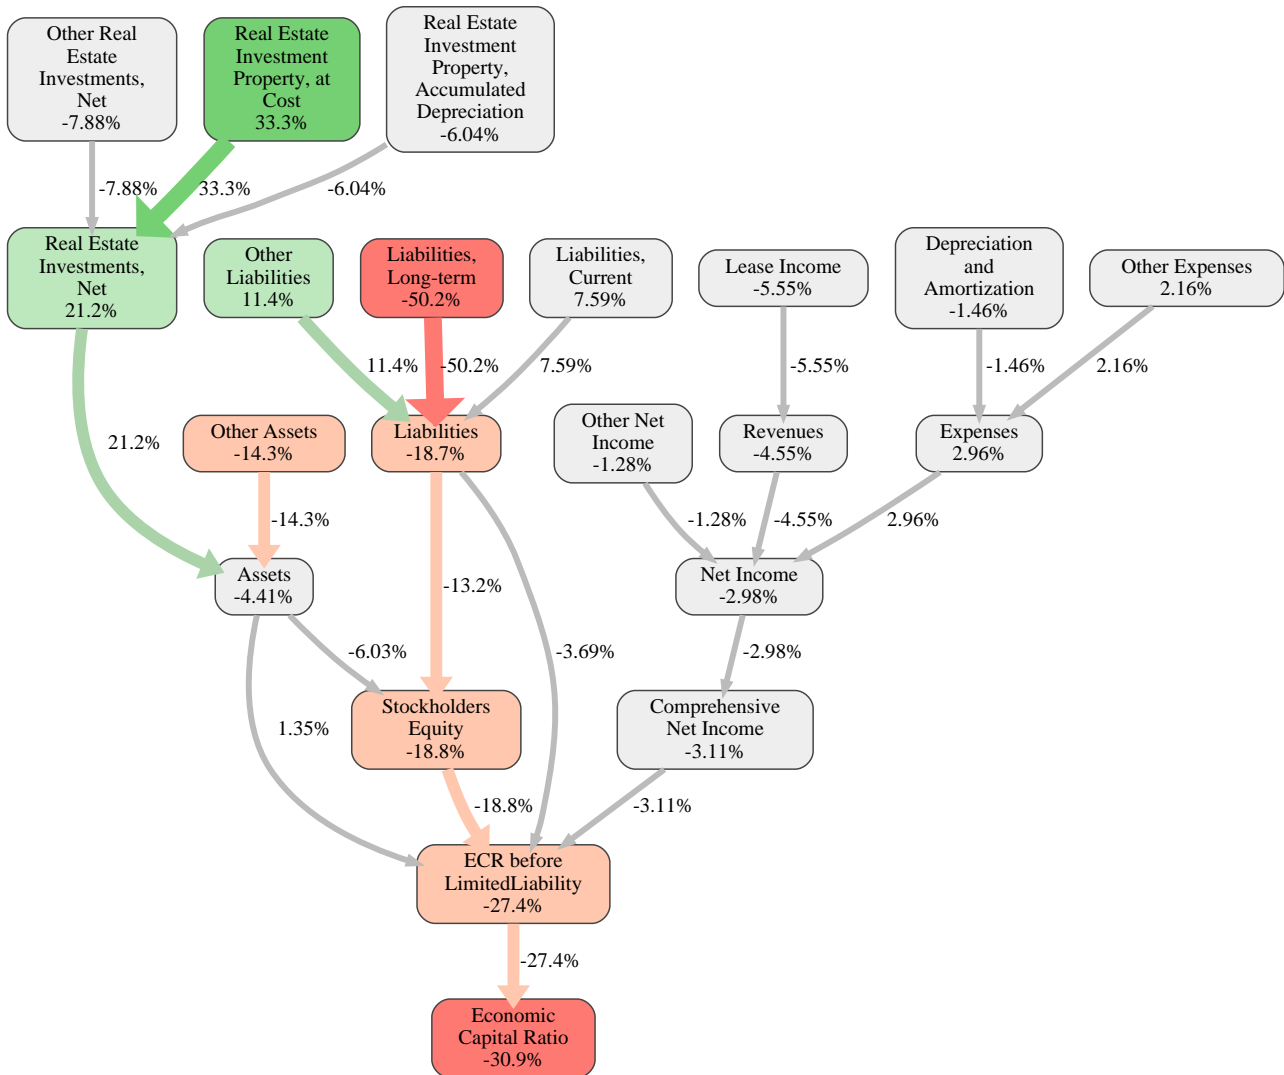 Other Real
Estate
Investments,
Net
-7.88%
Real Estate
Investment
Property, at
Cost
33.3%
Real Estate
Investment
Property,
Accumulated
Depreciation
-6.04%
-7.88%
33.3%
-6.04%
Real Estate
Investments,
Net
21.2%
Other
Liabilities
11.4%
Liabilities,
Long-term
-50.2%
Liabilities,
Current
7.59%
Lease Income
-5.55%
Depreciation
and
Amortization
-1.46%
Other Expenses
2.16%
11.4%
-50.2%
7.59%
-5.55%
-1.46%
2.16%
21.2%
Other Assets
-14.3%
Liabilities
-18.7%
Other Net
Income
-1.28%
Revenues
-4.55%
Expenses
2.96%
-14.3%
-1.28%
-4.55%
2.96%
Assets
-4.41%
-13.2%
Net Income
-2.98%
-6.03%
-3.69%
-2.98%
1.35%
Stockholders
Equity
-18.8%
Comprehensive
Net Income
-3.11%
-18.8%
-3.11%
ECR before
LimitedLiability
-27.4%
-27.4%
Economic
Capital Ratio
-30.9%